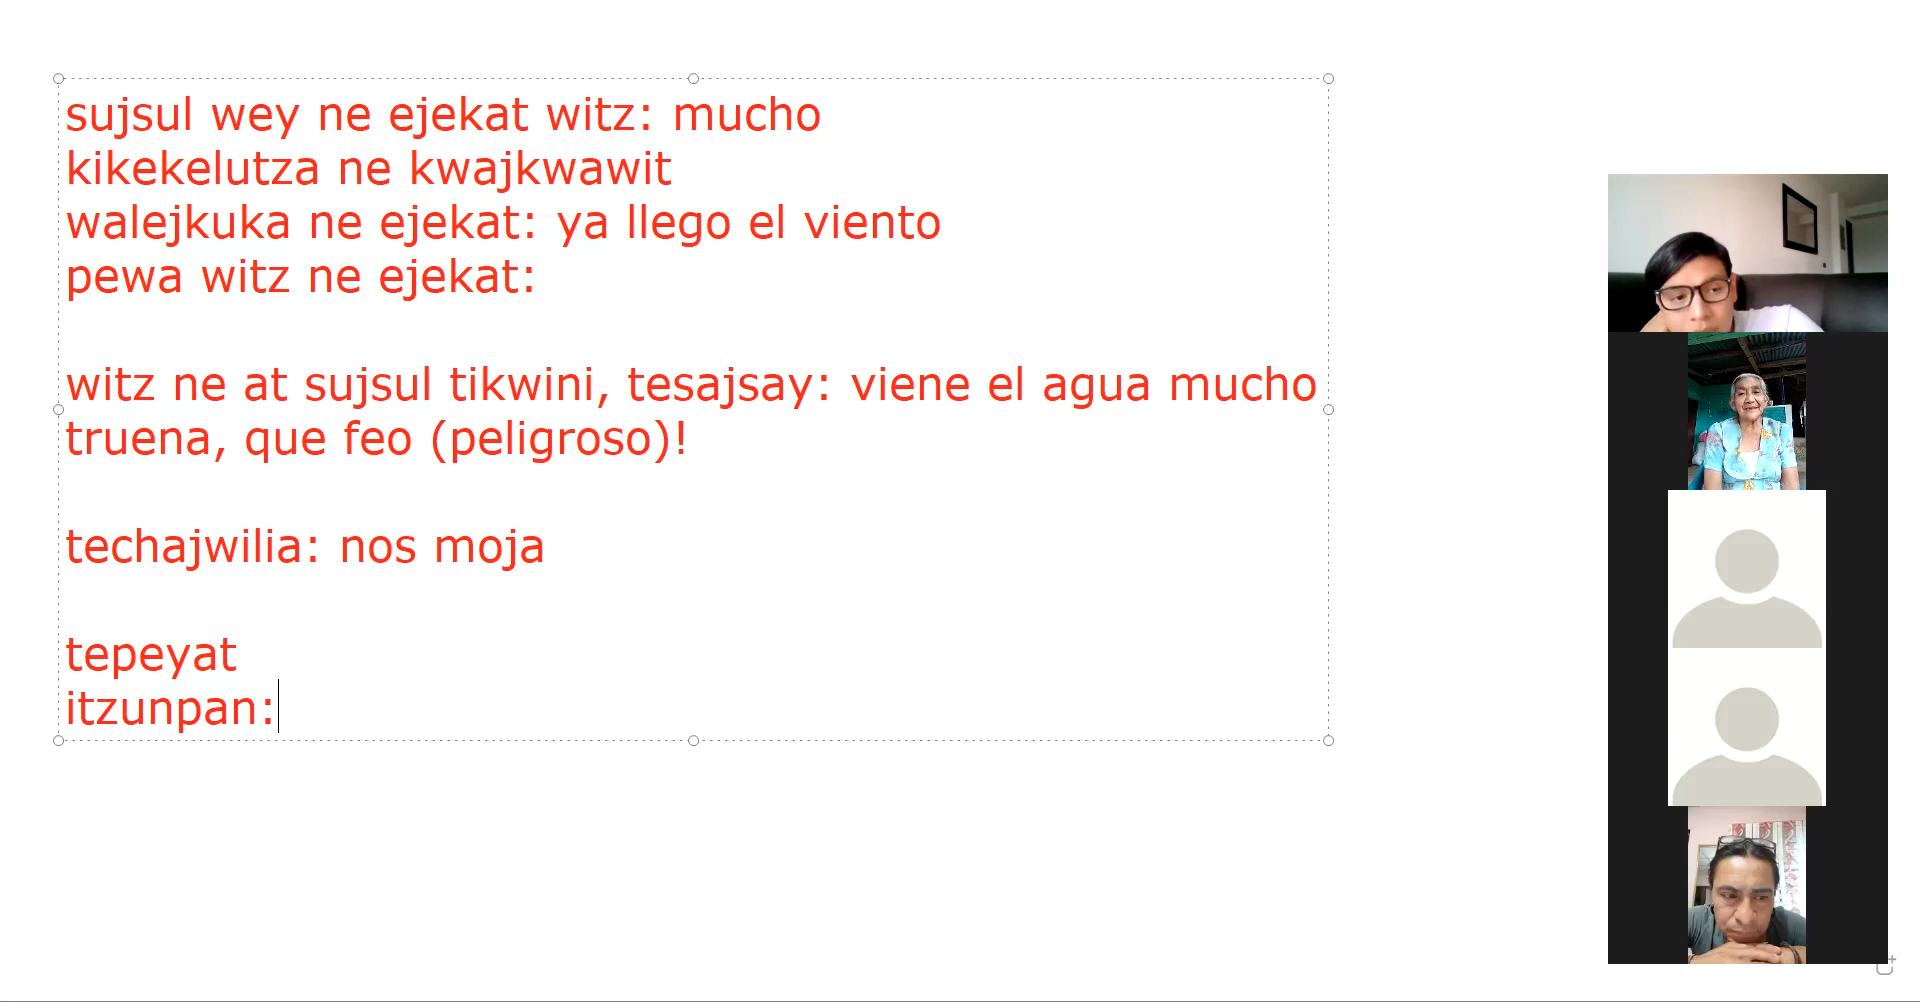 sujsul wey ne ejekat witz: mucho
kikekelutza ne kwajkwawit
walejkuka ne ejekat: ya llego el viento
pewa witz ne ejekat:
witz ne at sujsul tikwini, tesajsay: viene el agua mucho
truena, que feo (peligroso)!
techajwilia: nos moja
tepeyat
itzunpan: